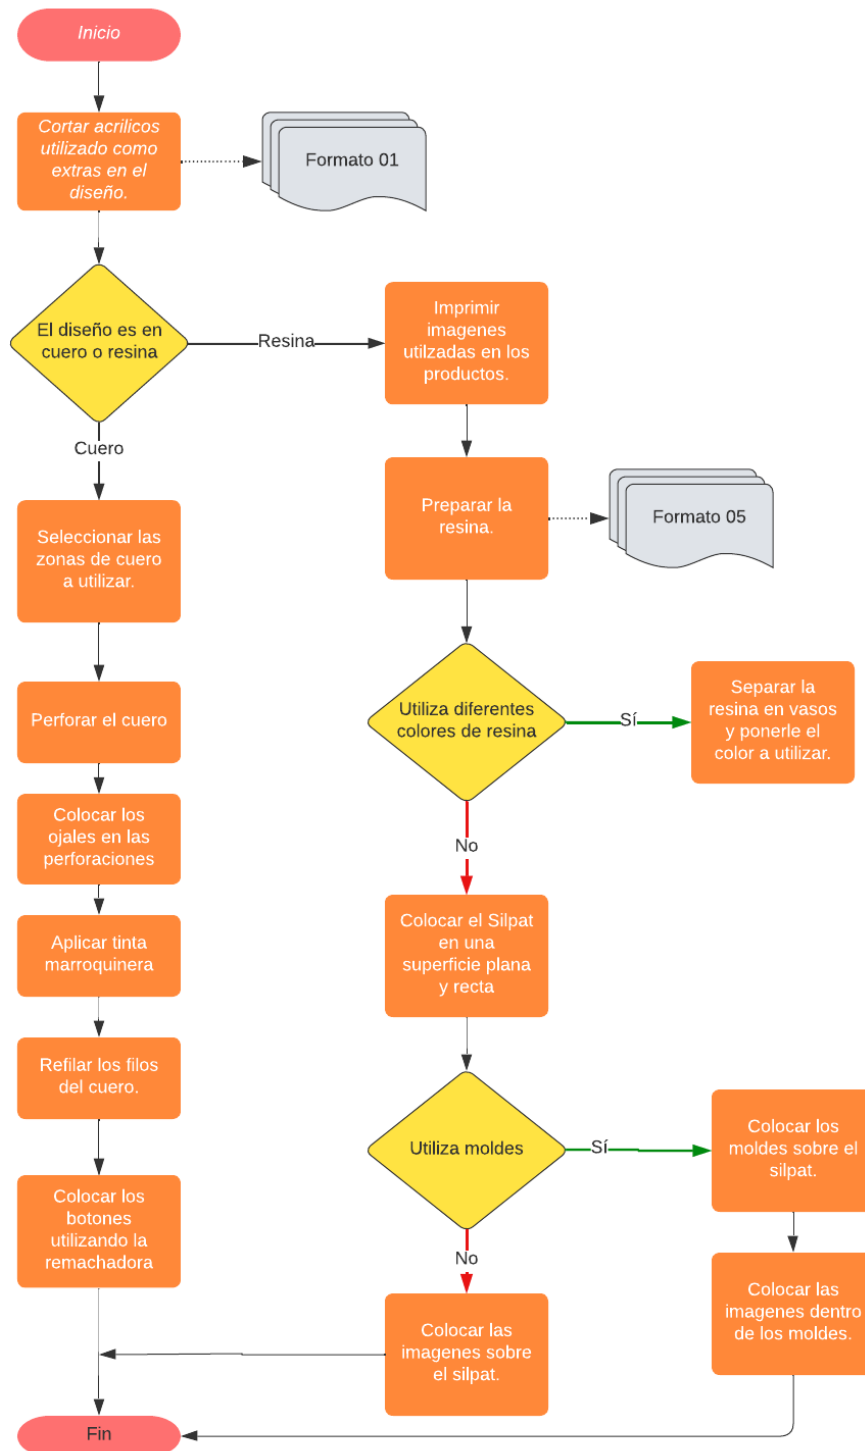 Inicio
Cortar acrilicos
utilizado como
extras en el
diseño.
Formato 01
El diseño es en
cuero o resina
Resina
Imprimir
imagenes
utilzadas en los
productos.
Cuero
Preparar la
resina.
Formato 05
Seleccionar las
zonas de cuero
a utilizar.
Utiliza diferentes
colores de resina
Sí
Separar la
resina en vasos
y ponerle el
color a utilizar.
Perforar el cuero
Colocar los
ojales en las
perforaciones
No
Colocar el Silpat
en una
superficie plana
y recta
Aplicar tinta
marroquinera
Refilar los filos
del cuero.
Utiliza moldes
Sí
Colocar los
moldes sobre el
silpat.
Colocar los
botones
utilizando la
remachadora
No
Colocar las
imagenes sobre
el silpat.
Colocar las
imagenes dentro
de los moldes.
Fin